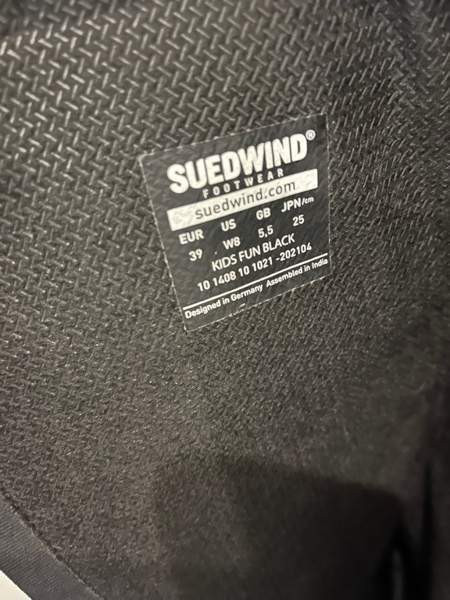 SUEDWIND®
FOOTWEAR
suedwind.com
EUR US GB JPN/cm
39 W8 5,5 25
KIDS FUN BLACK
10 1408 10 1021 -202104
Designed in Germany Assembled in India